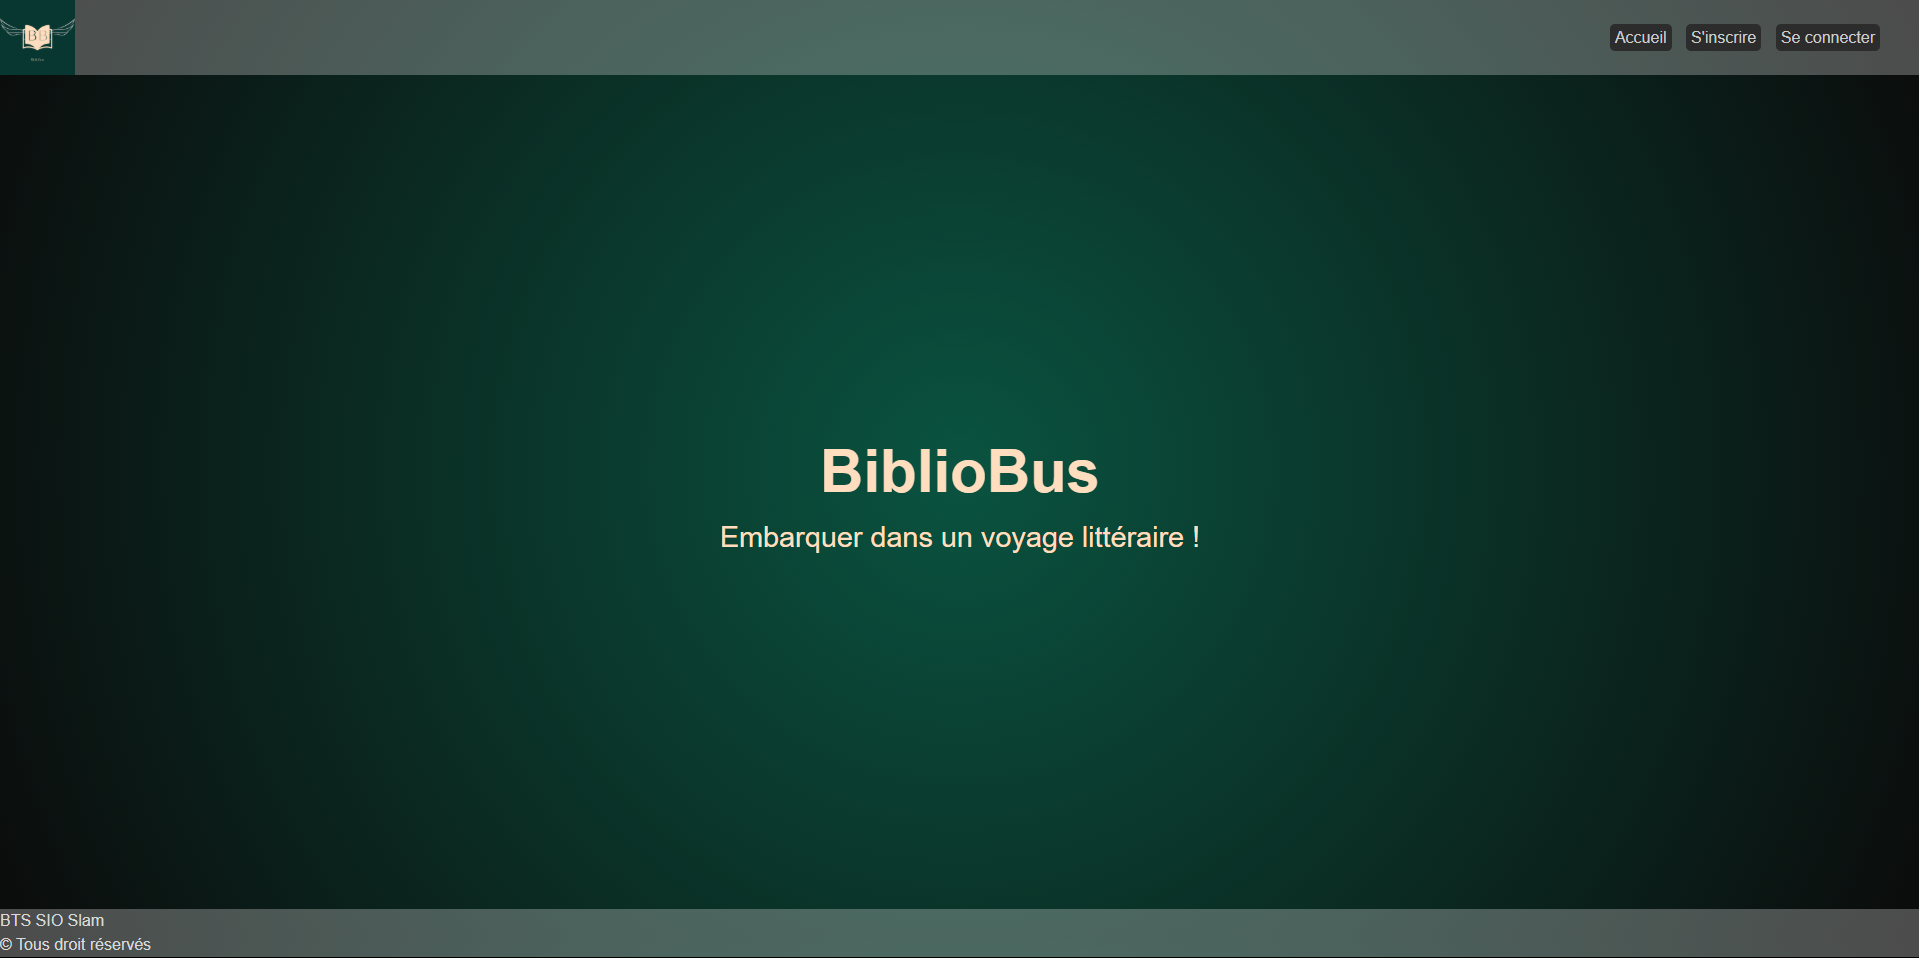 BB
Accueil
S'inscrire
Se connecter
BiblioBus
Embarquer dans un voyage littéraire !
BTS SIO Slam
© Tous droit réservés